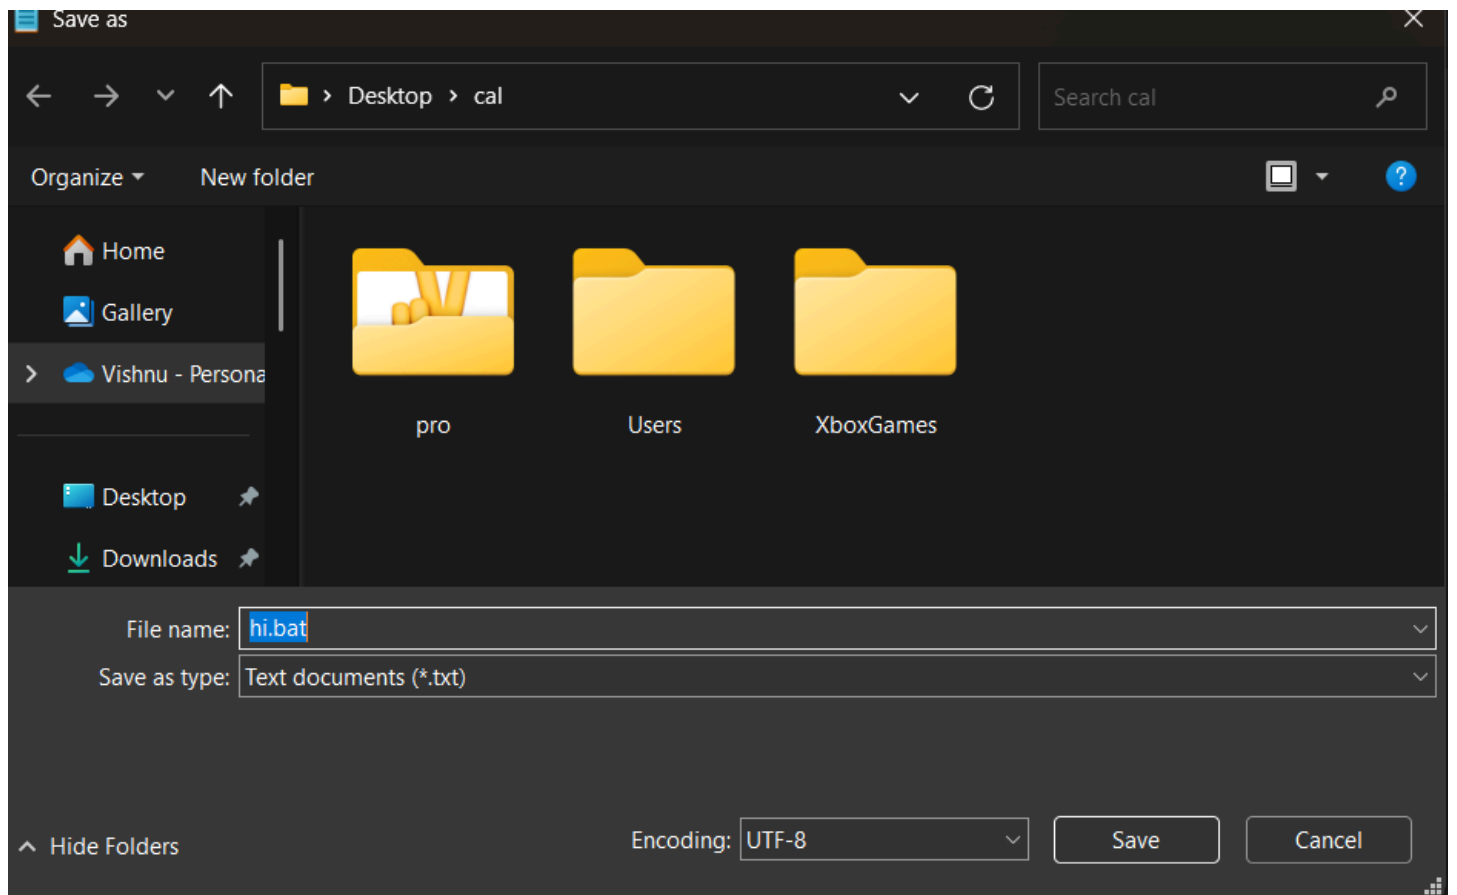 Save as
Desktop > cal
Search cal
Organize
New folder
Home
Gallery
Vishnu - Persona
Desktop
Downloads
pro
Users
XboxGames
File name: hi.bat
Save as type: Text documents (*.txt)
Hide Folders
Encoding: UTF-8
Save
Cancel